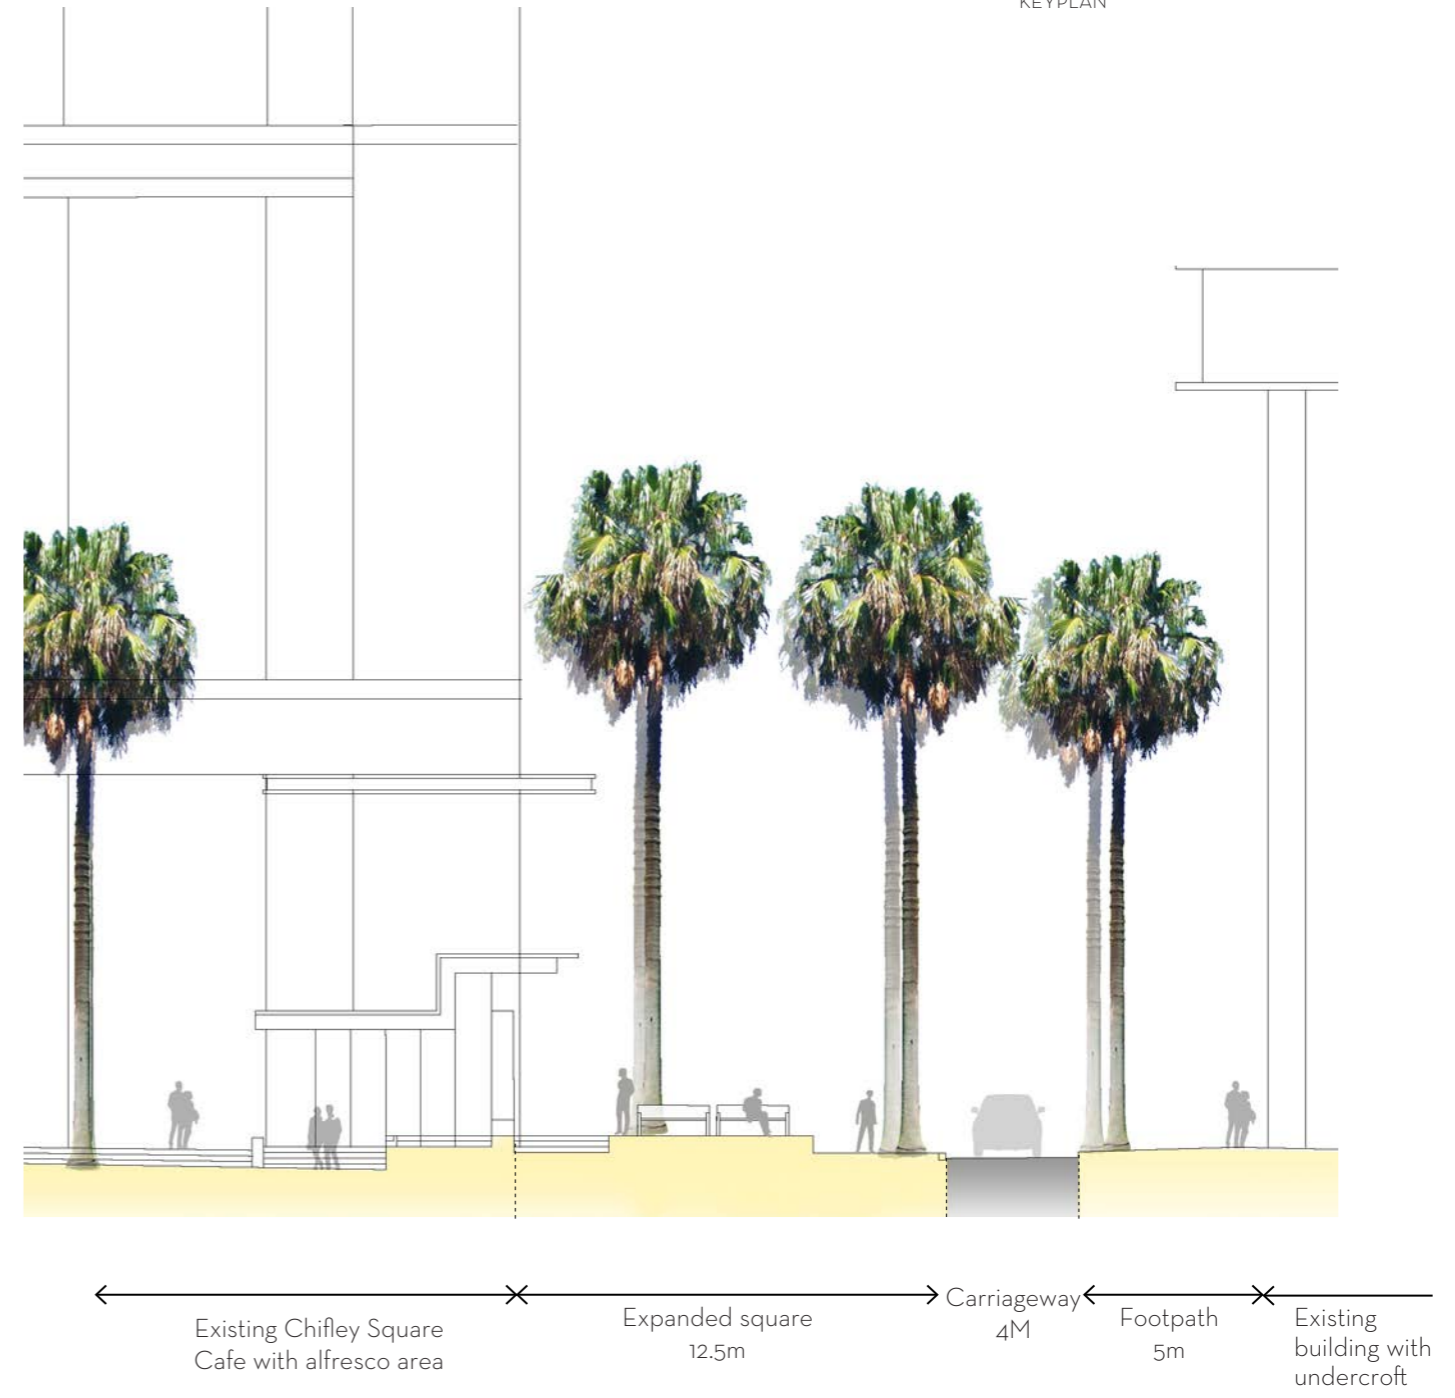 KEYPLAN
Existing Chifley Square
Cafe with alfresco area
Expanded square
12.5m
Carriageway
4M
Footpath
5m
Existing
building with
undercroft